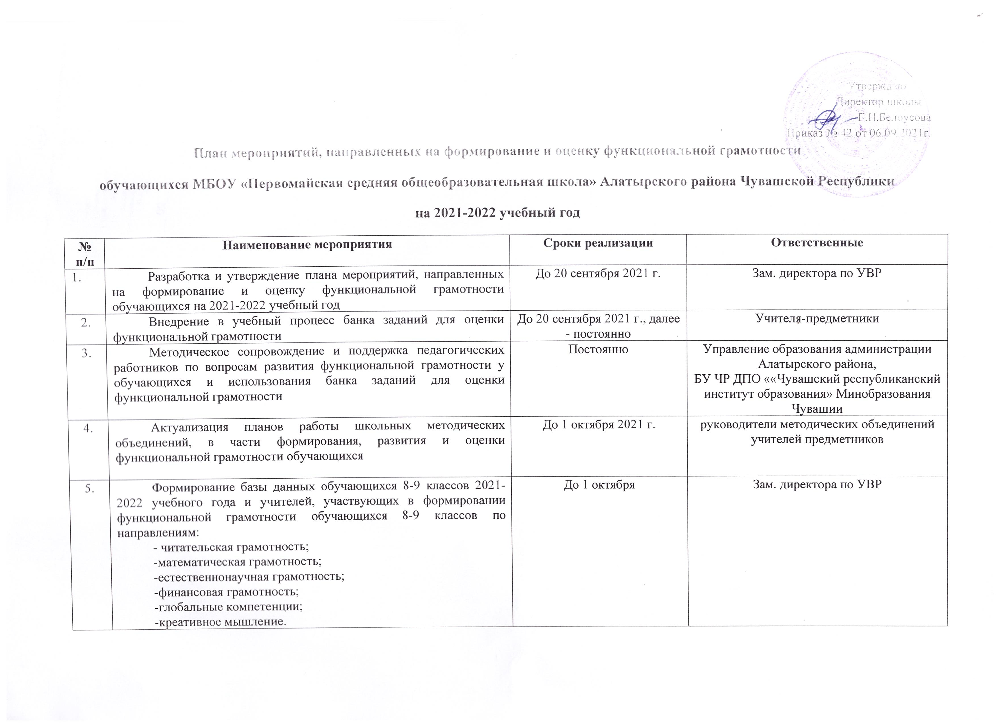 Утверждено
Директор школы
Г.Н.Белоусова
Приказ № 42 от 06.09.2021г.
План мероприятий, направленных на формирование и оценку функциональной грамотности
обучающихся МБОУ «Первомайская средняя общеобразовательная школа» Алатырского района Чувашской Республики
на 2021-2022 учебный год
№
п/п
Наименование мероприятия
Сроки реализации
Ответственные
1.
Разработка и утверждение плана мероприятий, направленных
на формирование и оценку функциональной грамотности
обучающихся на 2021-2022 учебный год
До 20 сентября 2021 г.
Зам. директора по УВР
2.
Внедрение в учебный процесс банка заданий для оценки
функциональной грамотности
До 20 сентября 2021 г., далее
- постоянно
Учителя-предметники
3.
Методическое сопровождение и поддержка педагогических
работников по вопросам развития функциональной грамотности у
обучающихся и использования банка заданий для оценки
функциональной грамотности
Постоянно
Управление образования администрации
Алатырского района,
БУ ЧР ДПО ««Чувашский республиканский
институт образования» Минобразования
Чувашии
4.
Актуализация планов работы школьных методических
объединений, в части формирования, развития и оценки
функциональной грамотности обучающихся
До 1 октября 2021 г.
руководители методических объединений
учителей предметников
5.
Формирование базы данных обучающихся 8-9 классов 2021-
2022 учебного года и учителей, участвующих в формировании
функциональной грамотности обучающихся 8-9 классов по
направлениям:
- читательская грамотность;
-математическая грамотность;
-естественнонаучная грамотность;
-финансовая грамотность;
-глобальные компетенции;
-креативное мышление.
До 1 октября
Зам. директора по УВР